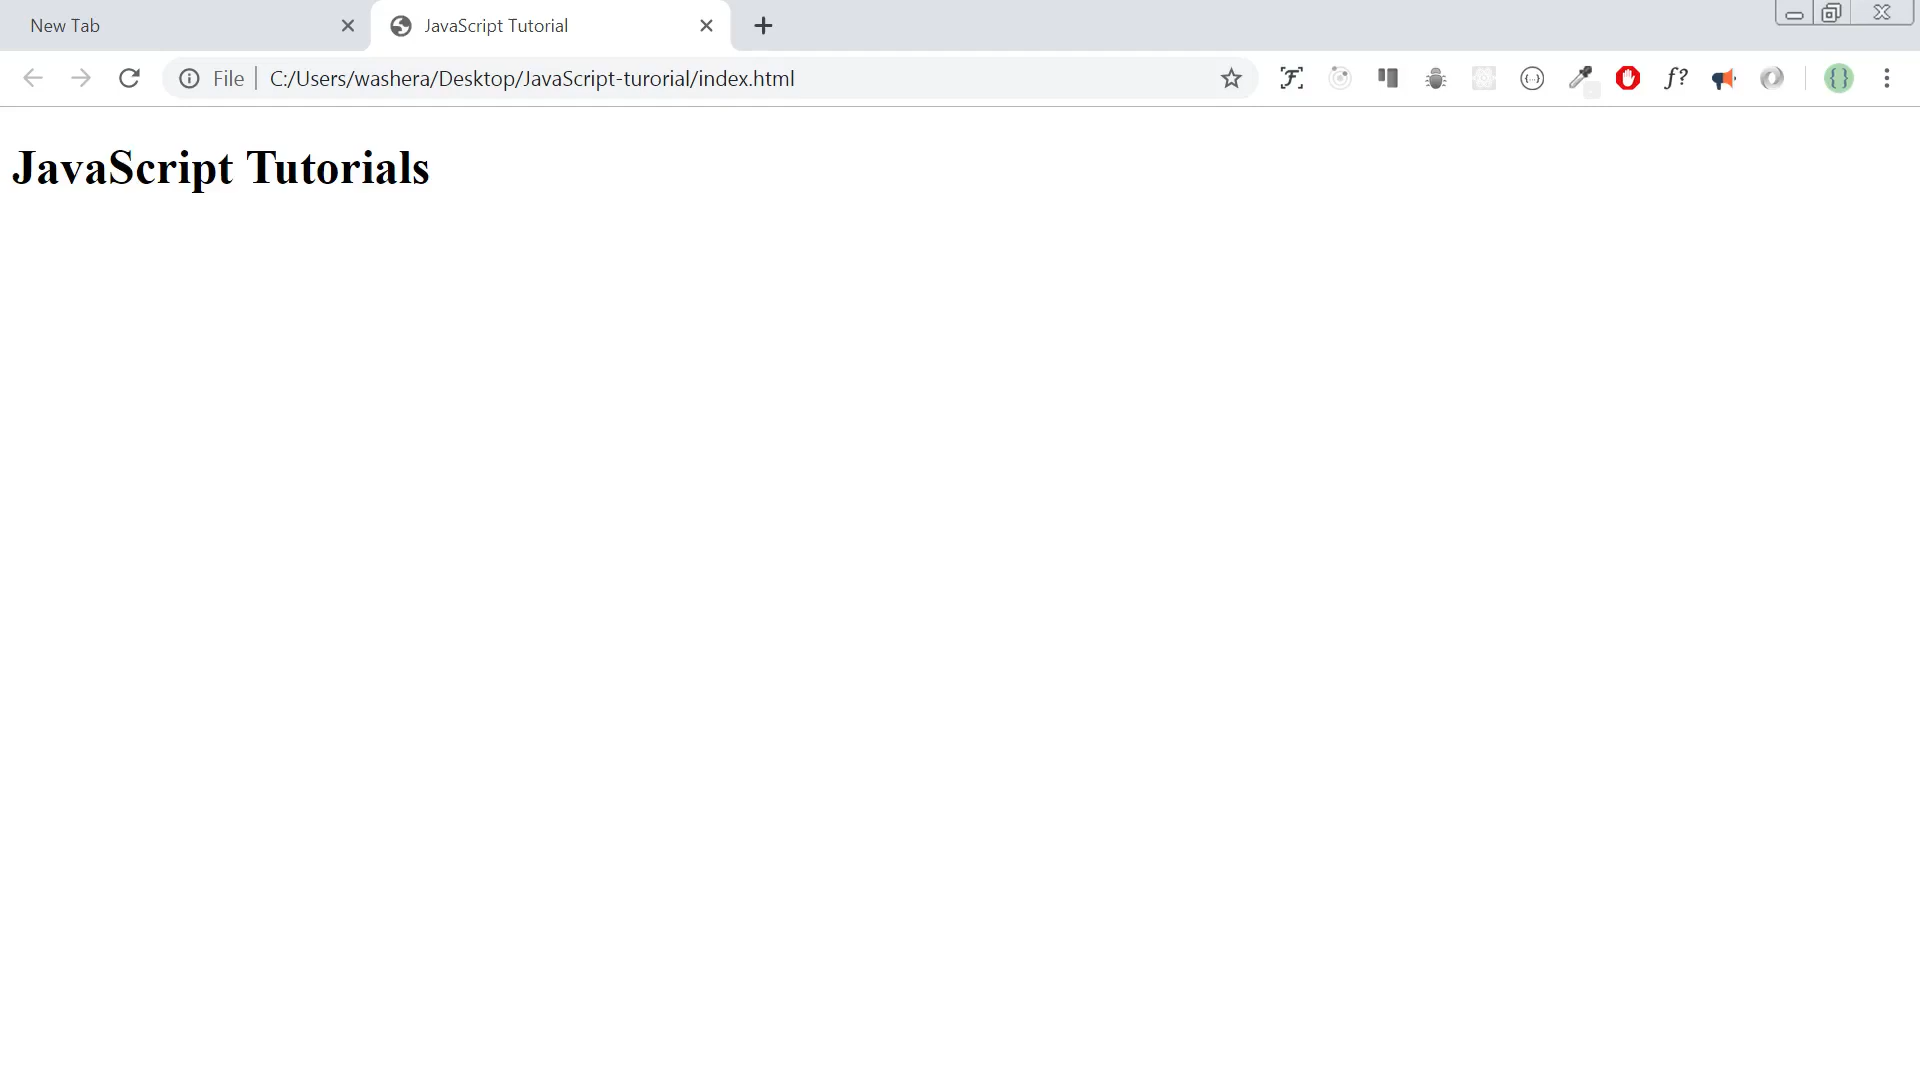 New Tab
JavaScript Tutorial
File
C:/Users/washera/Desktop/JavaScript-turorial/index.html
f?
JavaScript Tutorials